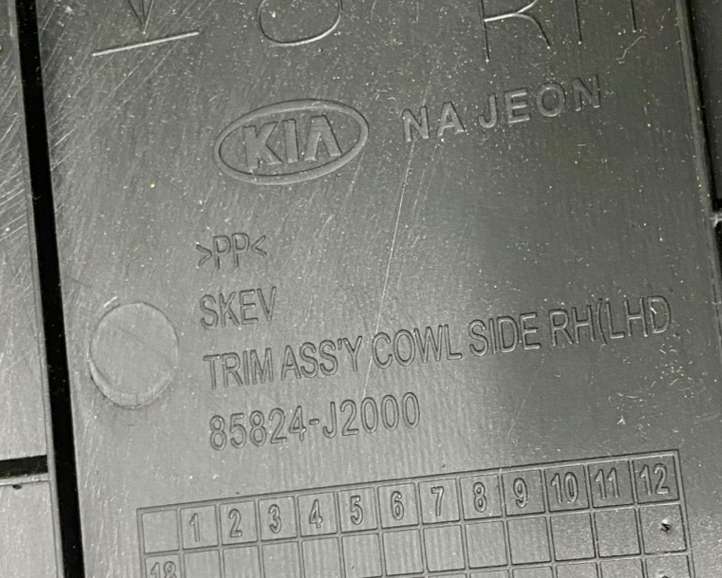 KIA NAJEON
>PP<
SKEV
TRIM ASS'Y COWL SIDE RH(LHD
85824-J2000
1 2 3 4 5 6 7 8 9 10 11 12
18